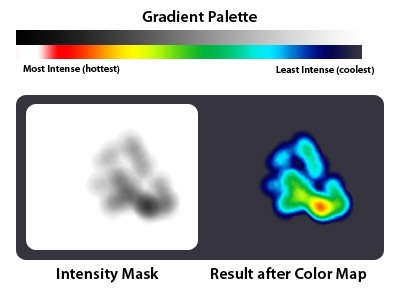 Gradient Palette
Most Intense (hottest)
Least Intense (coolest)
Intensity Mask
Result after Color Map